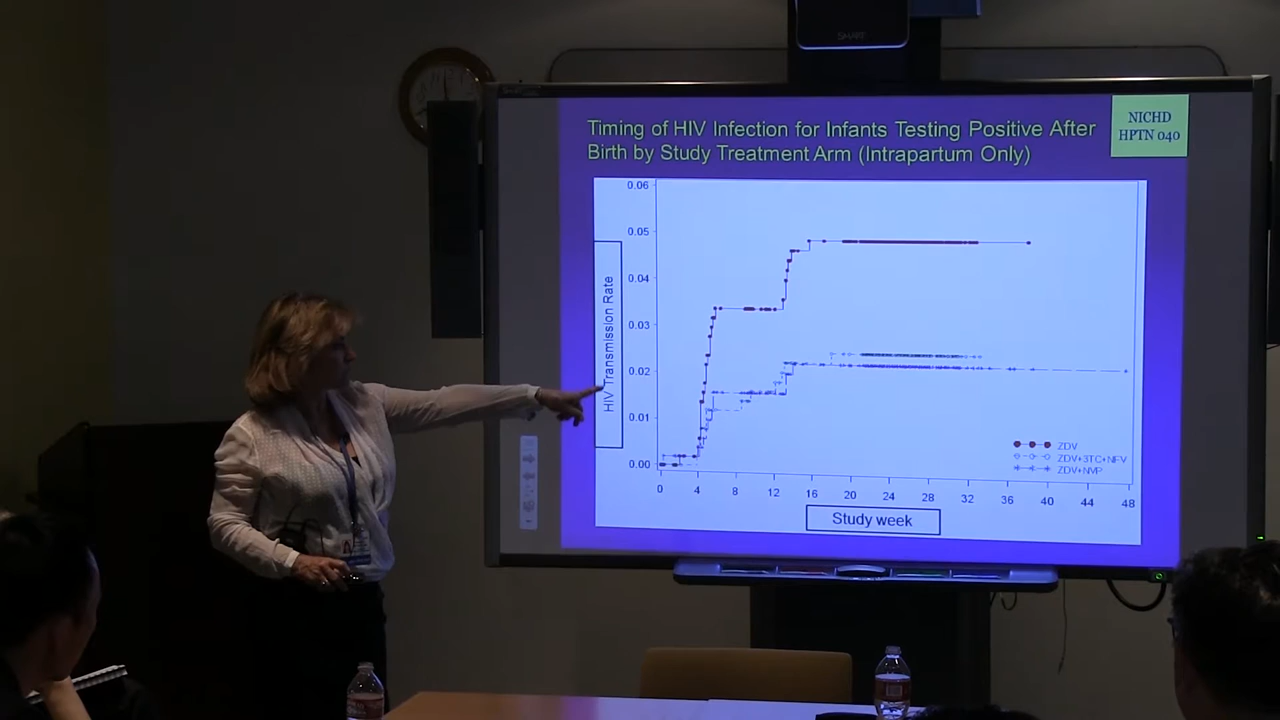 SMART
Timing of HIV Infection for Infants Testing Positive After
Birth by Study Treatment Arm (Intrapartum Only)
NICHD
HPTN 040
0.06
0.05
0.04
0.03
0.02
0.01
0.00
HIV Transmission Rate
0 4 8 12 16 20 24 28 32 36 40 44 48
Study week
ZDV
ZDV+3TC+NFV
ZDV+NVP